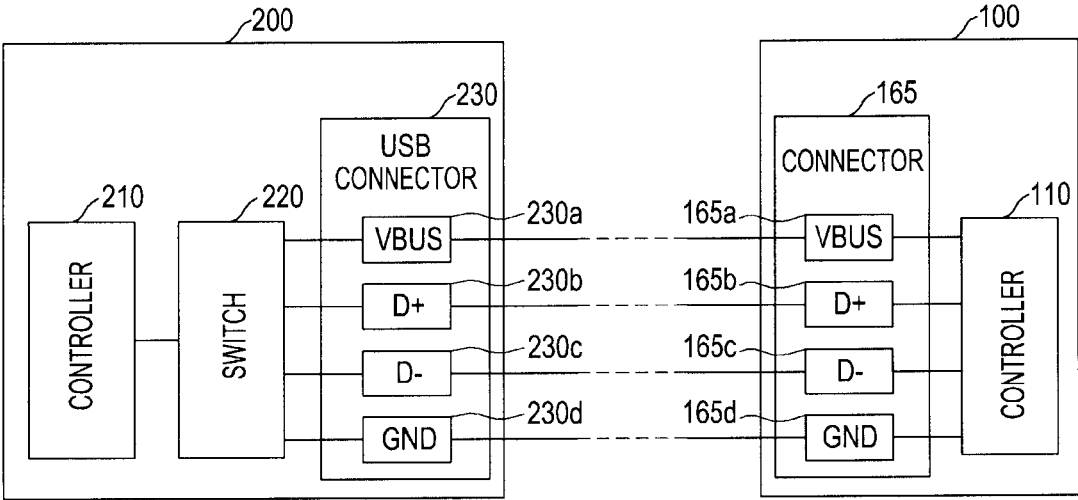 200
100
230
165
USB
CONNECTOR
CONNECTOR
210
220
230a
165a
110
VBUS
VBUS
230b
165b
D+
D+
CONTROLLER
SWITCH
CONTROLLER
230c
165c
D-
D-
230d
165d
GND
GND